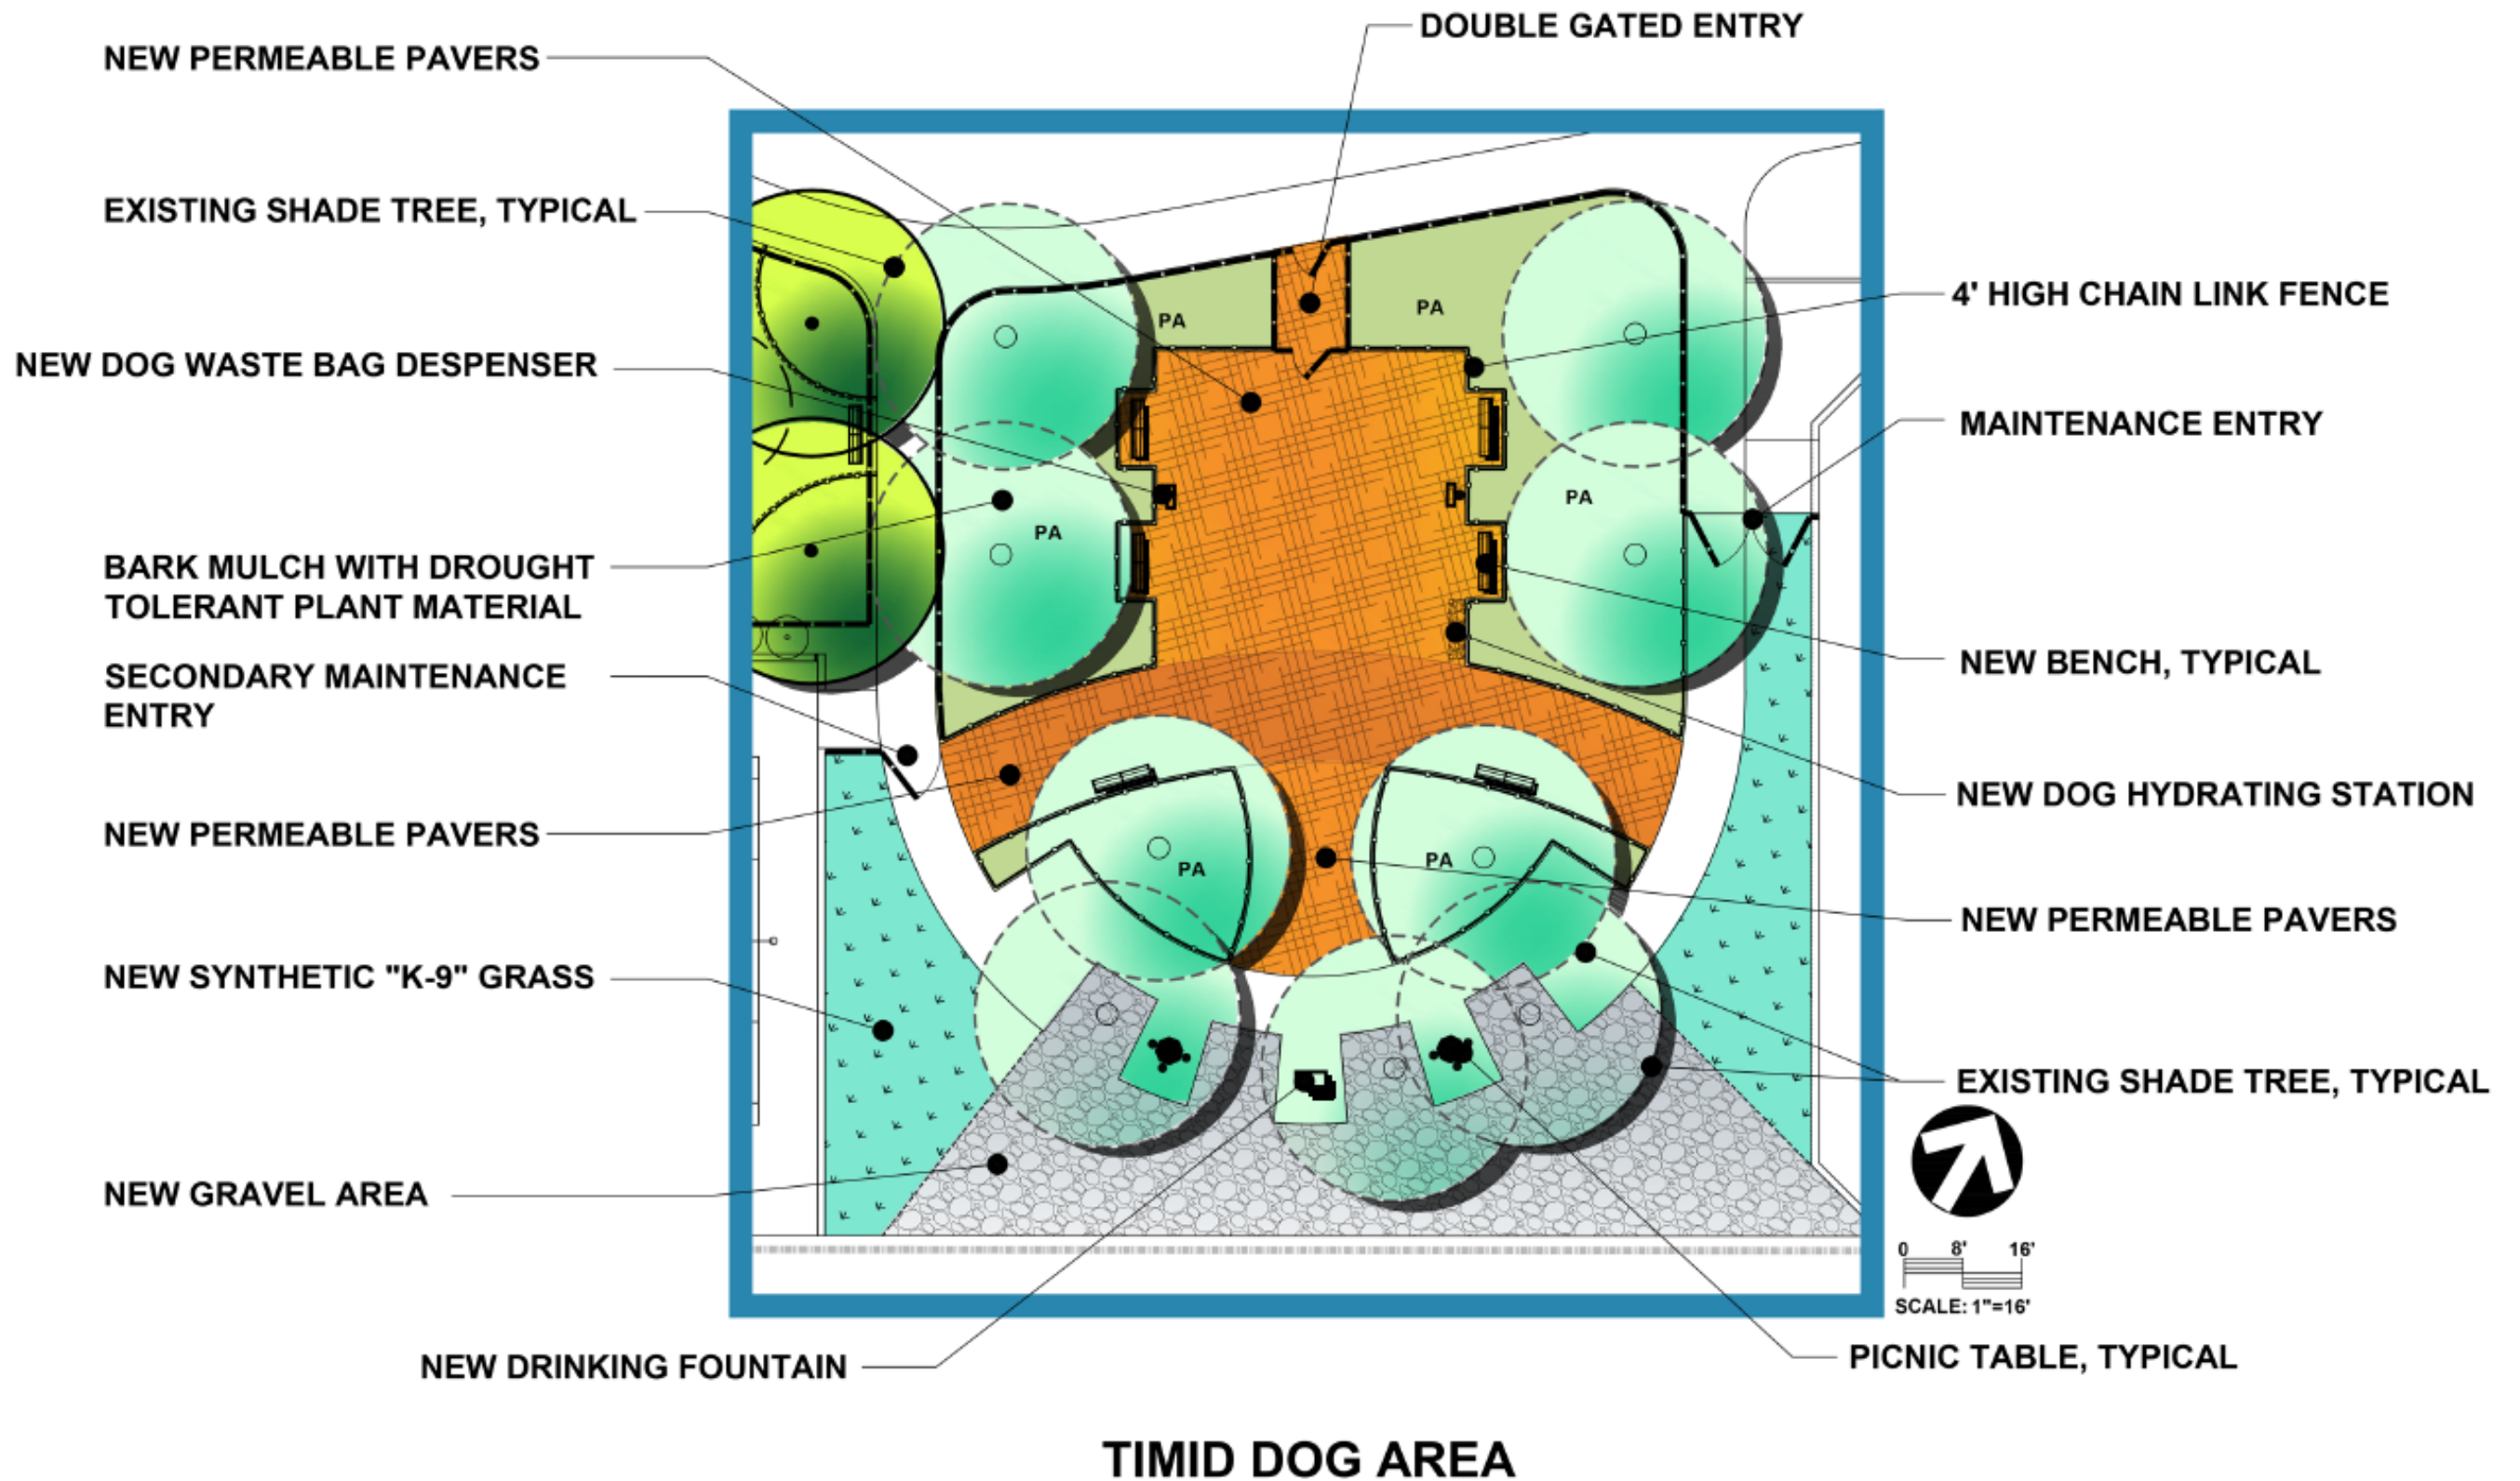 DOUBLE GATED ENTRY
NEW PERMEABLE PAVERS
EXISTING SHADE TREE, TYPICAL
NEW DOG WASTE BAG DESPENSER
BARK MULCH WITH DROUGHT
TOLERANT PLANT MATERIAL
SECONDARY MAINTENANCE
ENTRY
NEW PERMEABLE PAVERS
NEW SYNTHETIC "K-9" GRASS
NEW GRAVEL AREA
NEW DRINKING FOUNTAIN
PA
PA
PA
PA
PA
PA
4' HIGH CHAIN LINK FENCE
MAINTENANCE ENTRY
NEW BENCH, TYPICAL
NEW DOG HYDRATING STATION
NEW PERMEABLE PAVERS
EXISTING SHADE TREE, TYPICAL
0 8' 16'
SCALE: 1"=16'
PICNIC TABLE, TYPICAL
TIMID DOG AREA